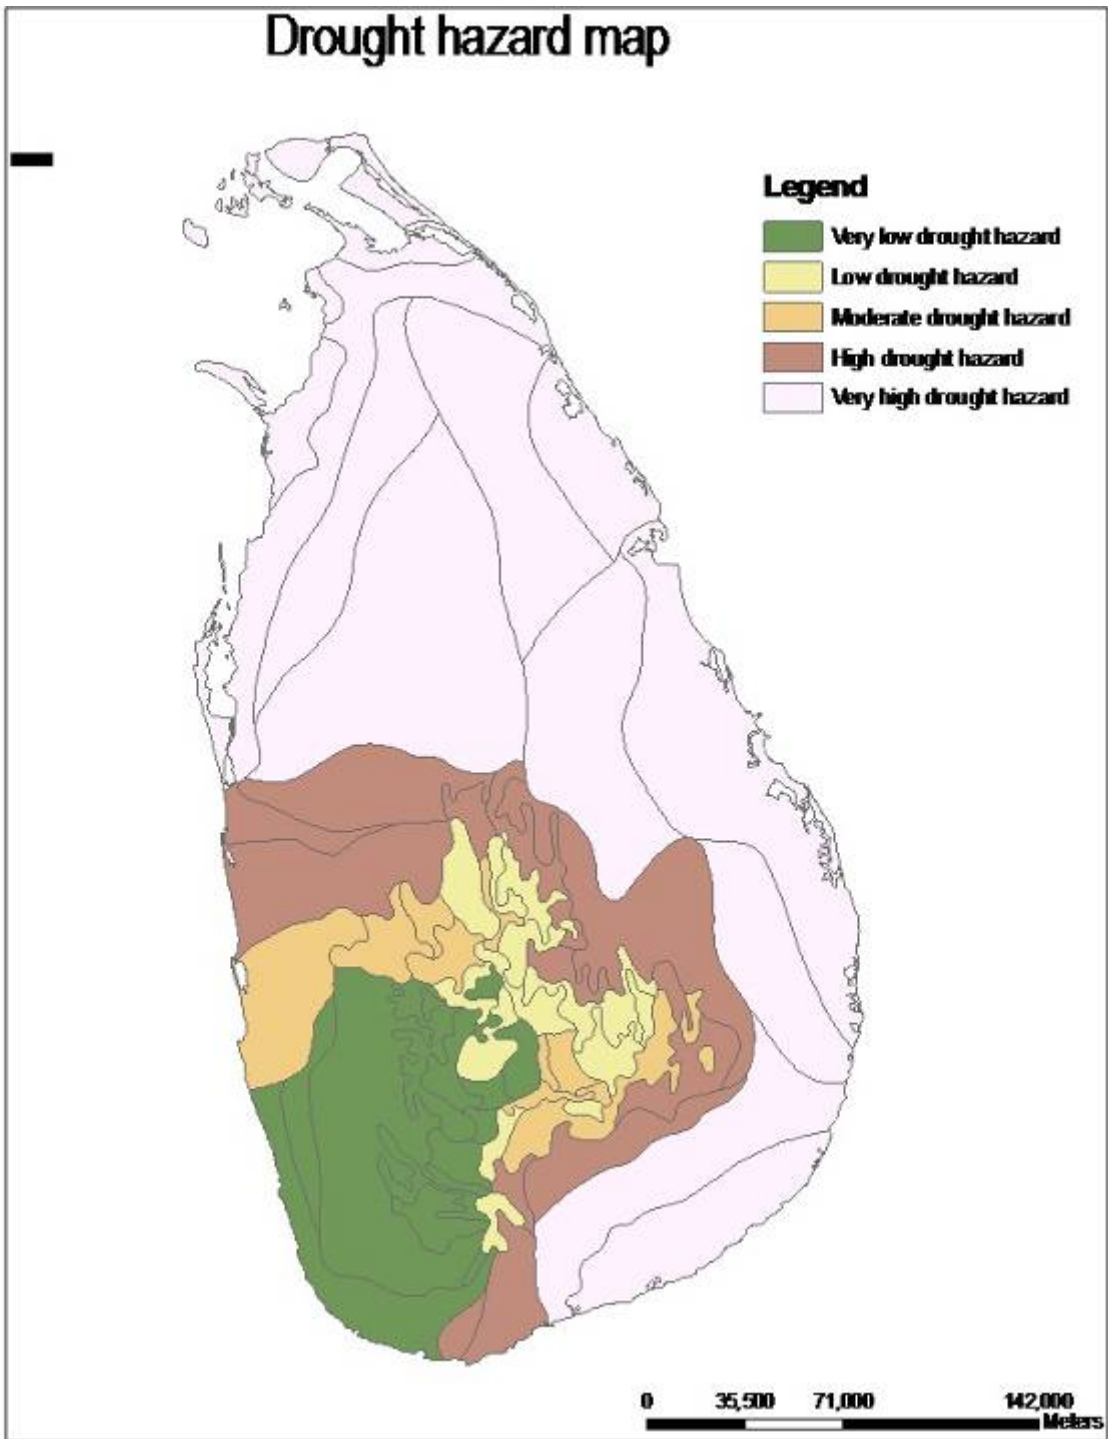 Drought hazard map
Legend
Very low drought hazard
Low drought hazard
Moderate drought hazard
High drought hazard
Very high drought hazard
0 35,500 71,000 142,000
Meters